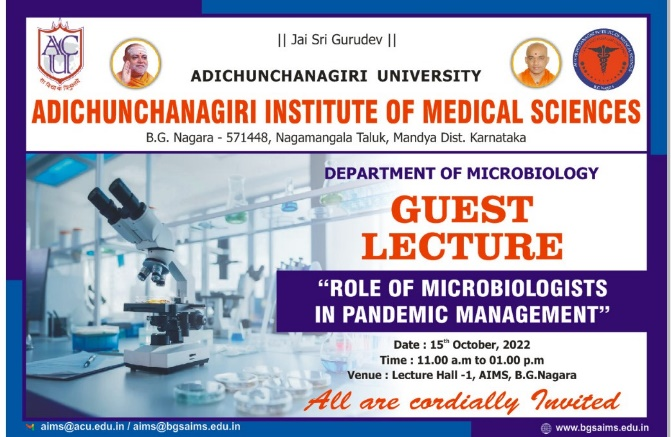 || Jai Sri Gurudev ||
ACU
ADICHUNCHANAGIRI UNIVERSITY
ADICHUNCHANAGIRI INSTITUTE OF MEDICAL SCIENCES
B.G. Nagara - 571448, Nagamangala Taluk, Mandya Dist. Karnataka
DEPARTMENT OF MICROBIOLOGY
GUEST
LECTURE
“ROLE OF MICROBIOLOGISTS
IN PANDEMIC MANAGEMENT”
Date : 15th October, 2022
Time : 11.00 a.m to 01.00 p.m
Venue : Lecture Hall -1, AIMS, B.G.Nagara
All are cordially Invited
aims@acu.edu.in / aims@bgsaims.edu.in
www.bgsaims.edu.in